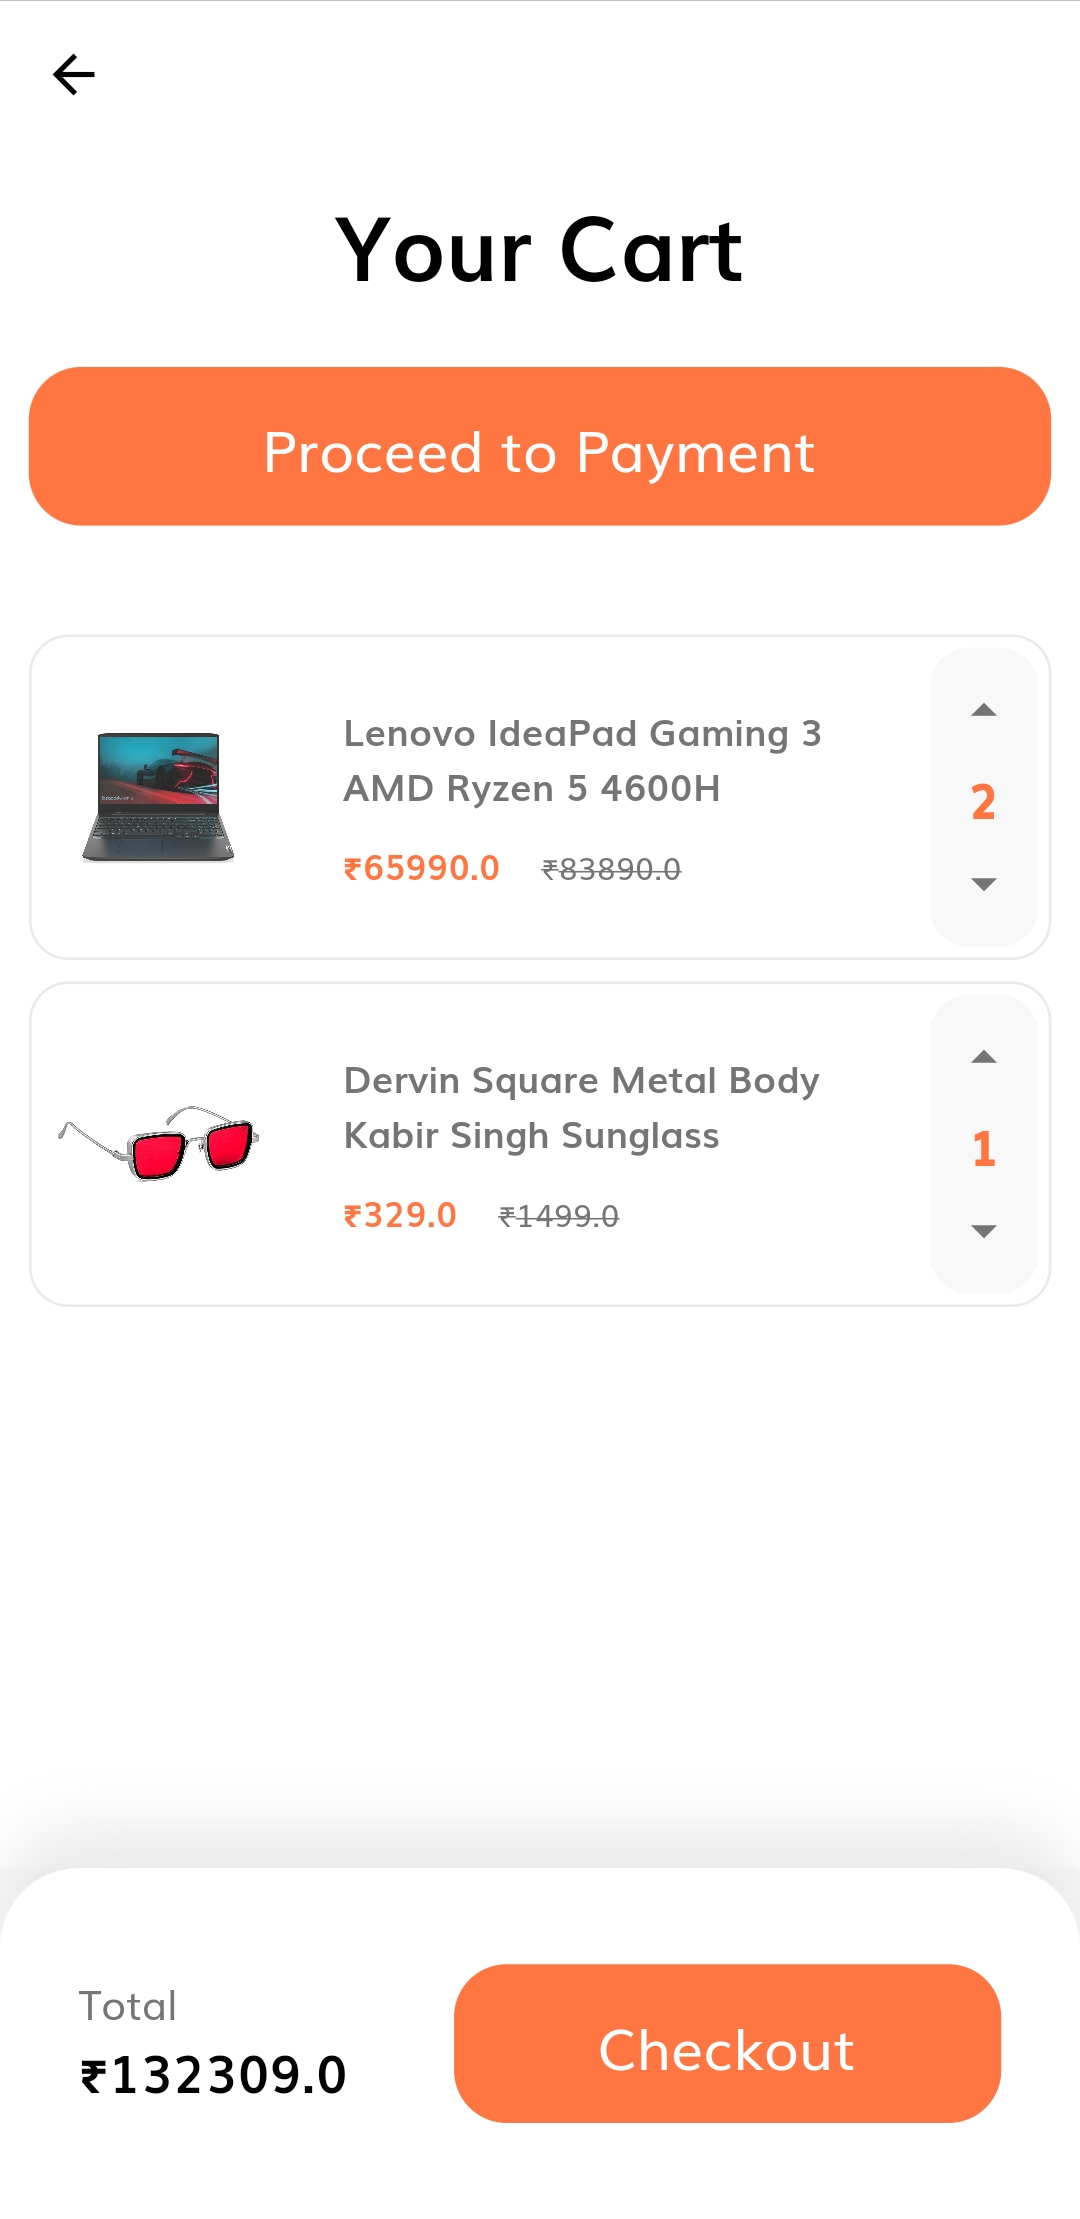 Your Cart
Proceed to Payment
Lenovo IdeaPad Gaming 3
AMD Ryzen 5 4600H
₹65990.0 ₹83890.0
2
Dervin Square Metal Body
Kabir Singh Sunglass
₹329.0 ₹1499.0
1
Total
₹132309.0
Checkout